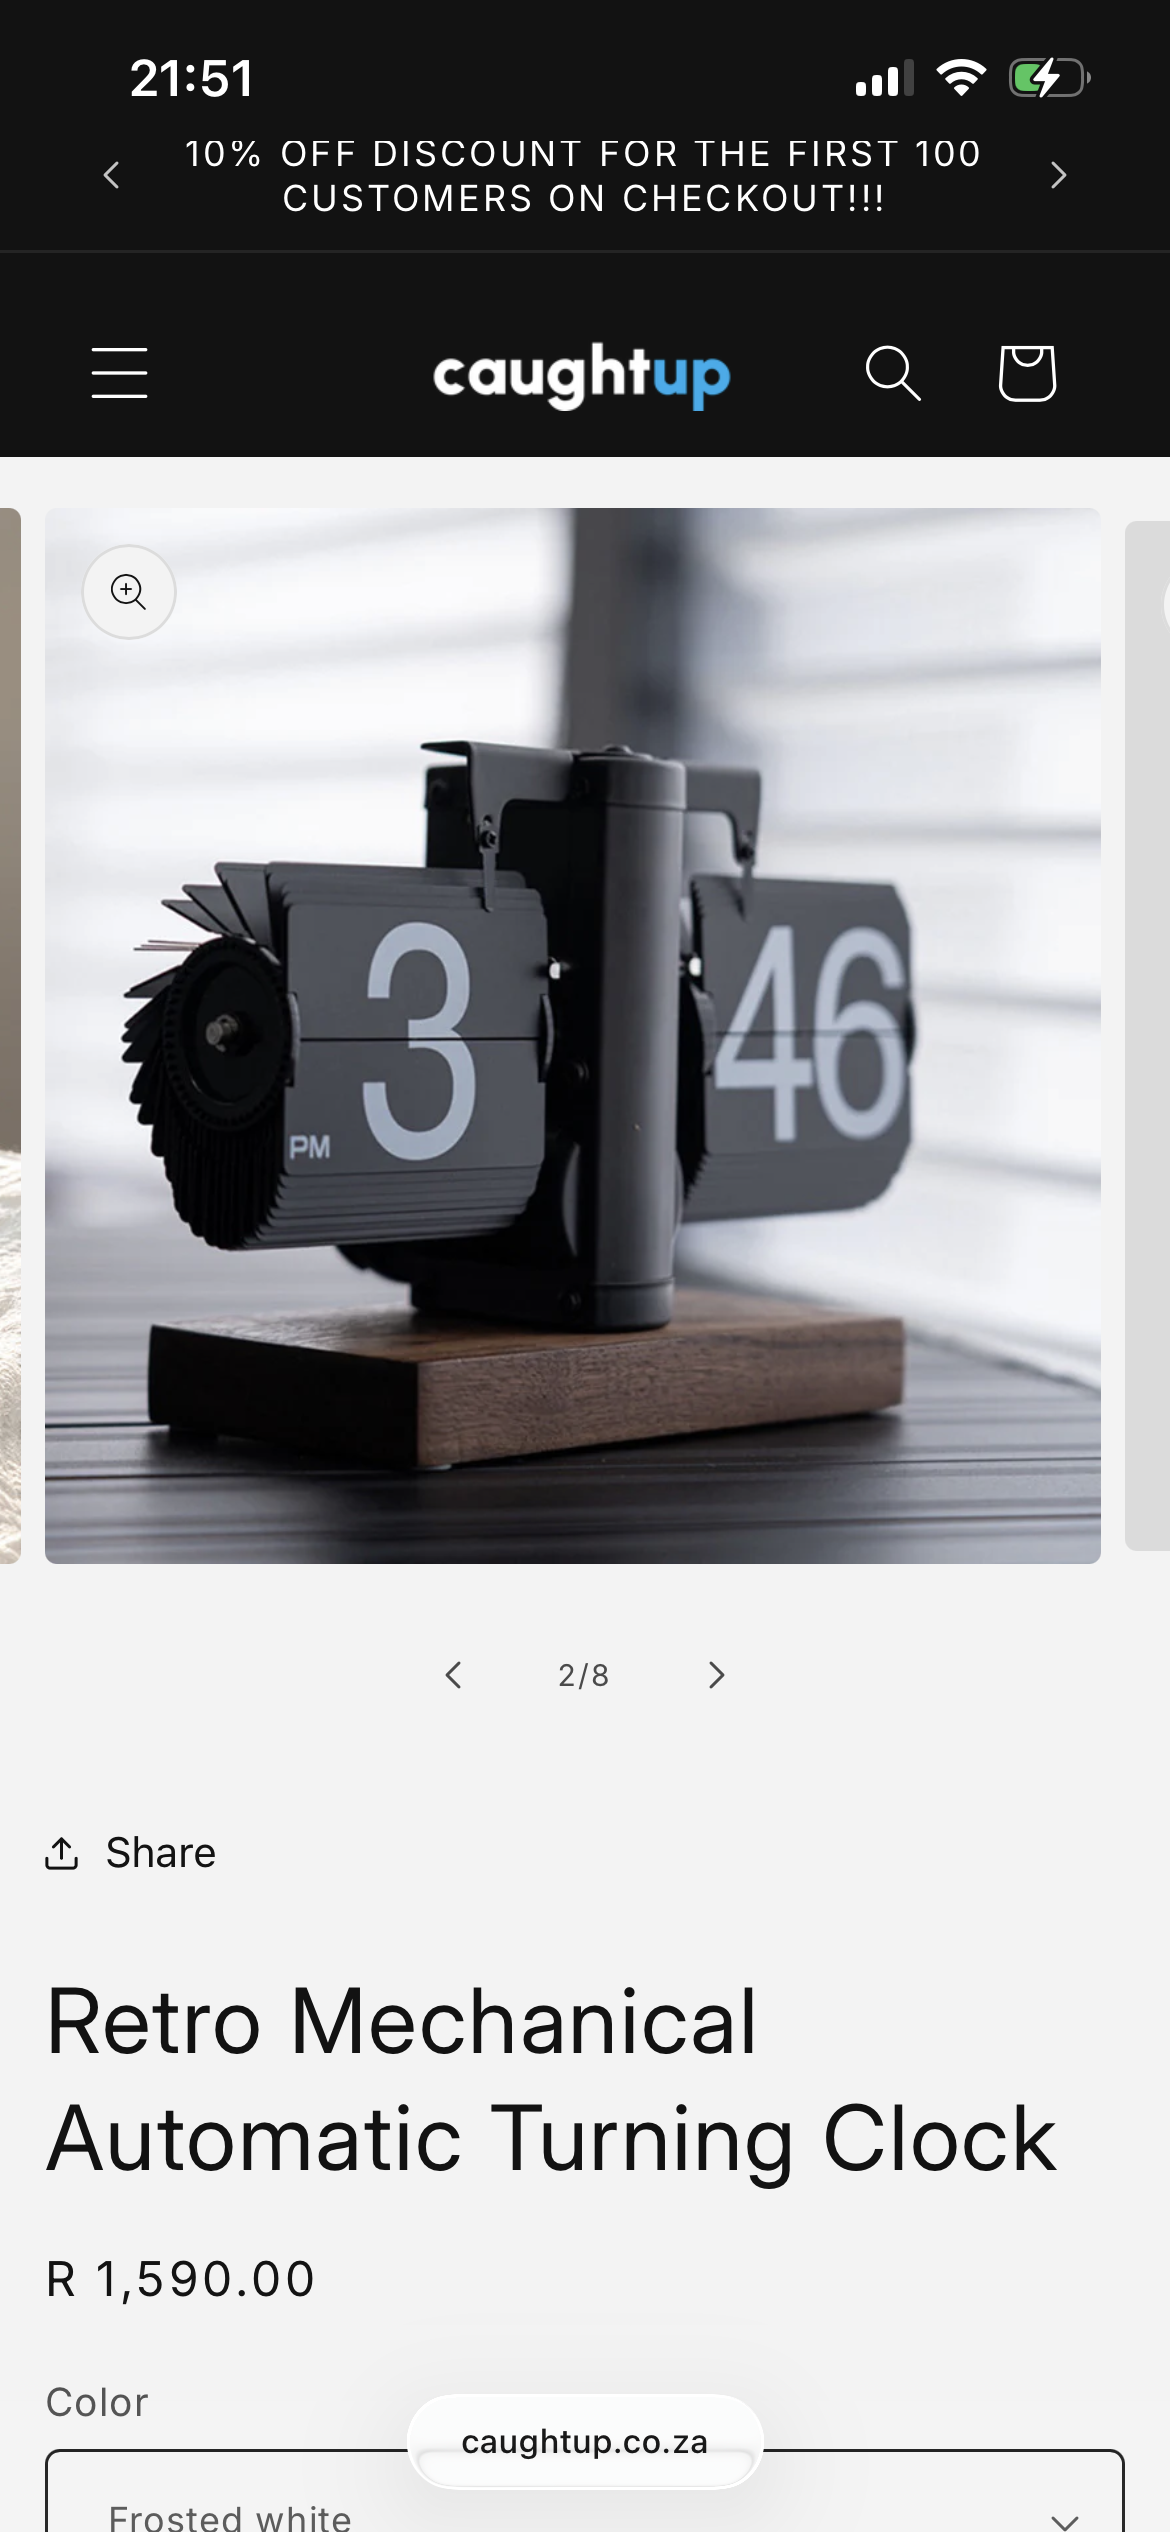 21:51
10% OFF DISCOUNT FOR THE FIRST 100
CUSTOMERS ON CHECKOUT!!!
caughtup
3
PM
46
2/8
Share
Retro Mechanical
Automatic Turning Clock
R 1,590.00
Color
caughtup.co.za
Frosted white